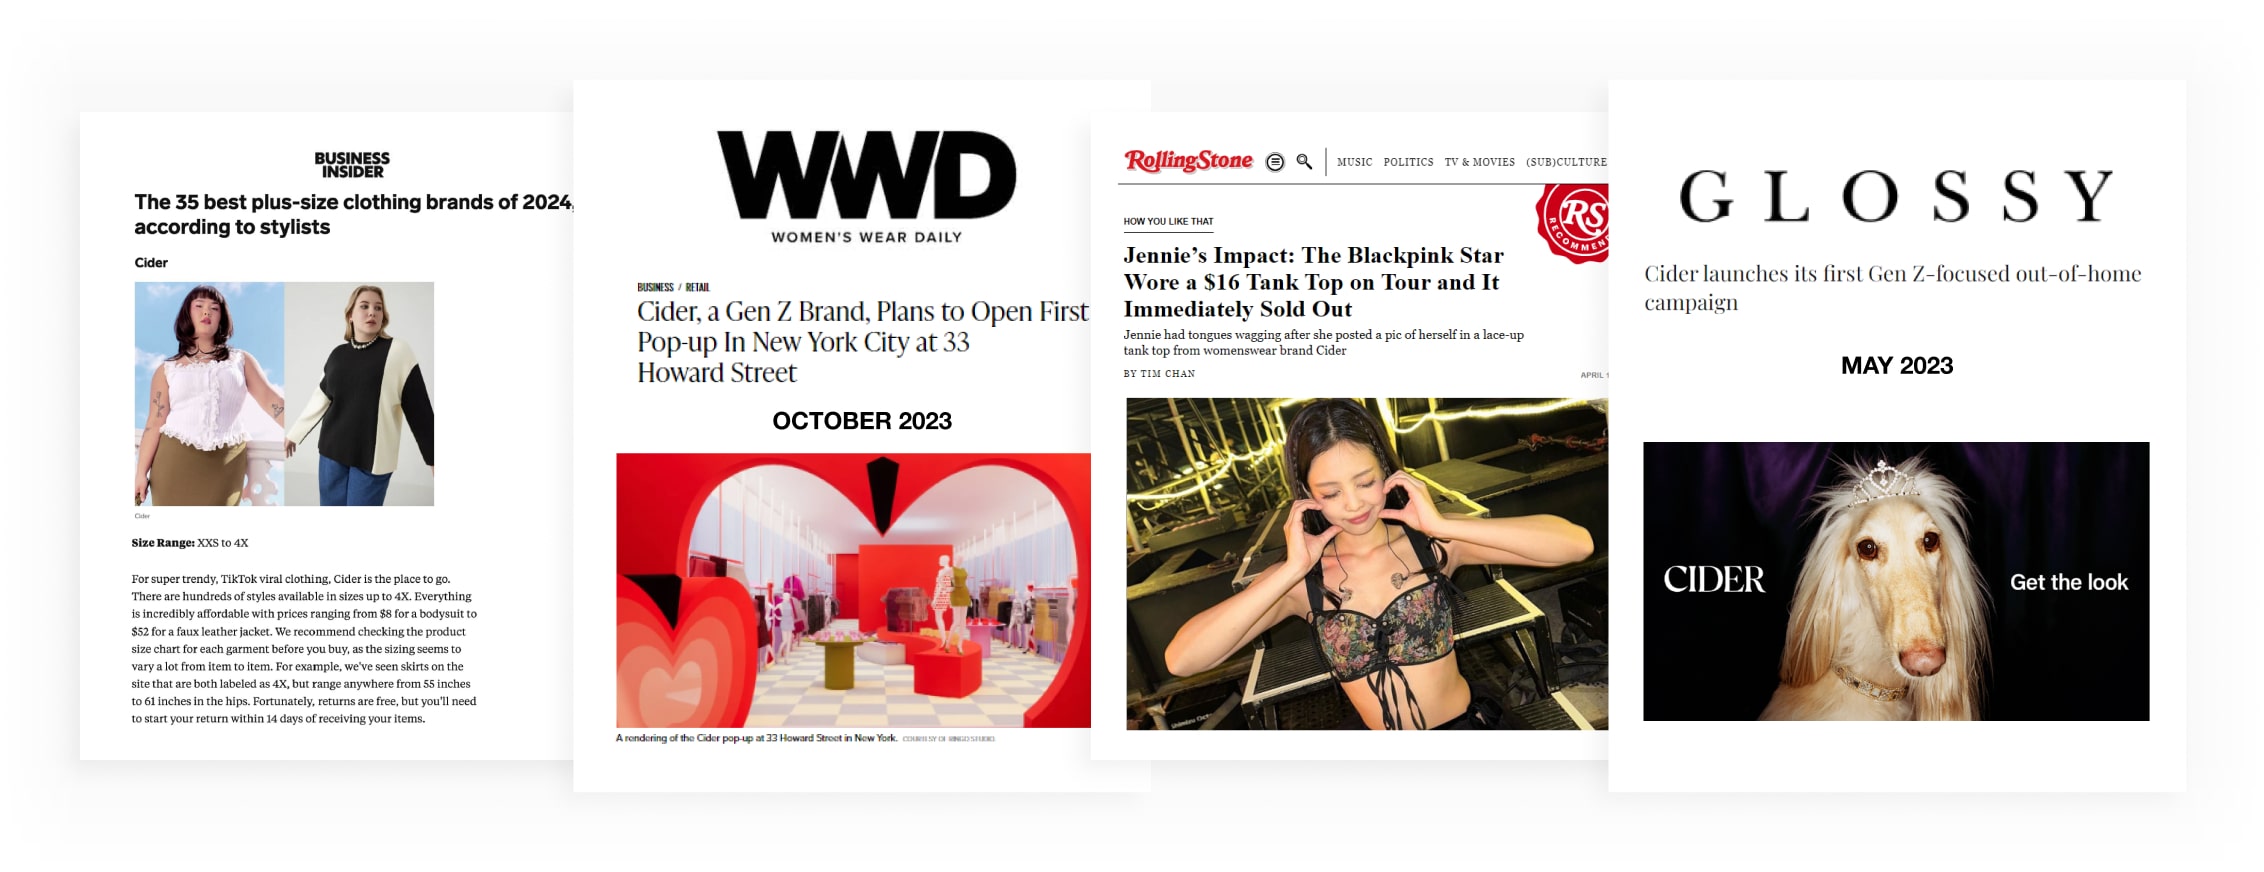 BUSINESS
INSIDER
The 35 best plus-size clothing brands of 2024,
according to stylists
Cider
Cider
Size Range: XXS to 4X
For super trendy, TikTok viral clothing, Cider is the place to go.
There are hundreds of styles available in sizes up to 4X. Everything
is incredibly affordable with prices ranging from $8 for a bodysuit to
$52 for a faux leather jacket. We recommend checking the product
size chart for each garment before you buy, as the sizing seems to
vary a lot from item to item. For example, we've seen skirts on the
site that are both labeled as 4X, but range anywhere from 55 inches
to 61 inches in the hips. Fortunately, returns are free, but you'll need
to start your return within 14 days of receiving your items.
WWD
WOMEN'S WEAR DAILY
BUSINESS / RETAIL
Cider, a Gen Z Brand, Plans to Open First
Pop-up In New York City at 33
Howard Street
OCTOBER 2023
A rendering of the Cider pop-up at 33 Howard Street in New York. COURTESY OF RINGO STUDIO
RollingStone
MUSIC POLITICS TV & MOVIES (SUB)CULTURE
RS
RECOMMEN
HOW YOU LIKE THAT
Jennie's Impact: The Blackpink Star
Wore a $16 Tank Top on Tour and It
Immediately Sold Out
Jennie had tongues wagging after she posted a pic of herself in a lace-up
tank top from womenswear brand Cider
BY TIM CHAN
APRIL
GLOSSY
Cider launches its first Gen Z-focused out-of-home
campaign
MAY 2023
CIDER
Get the look